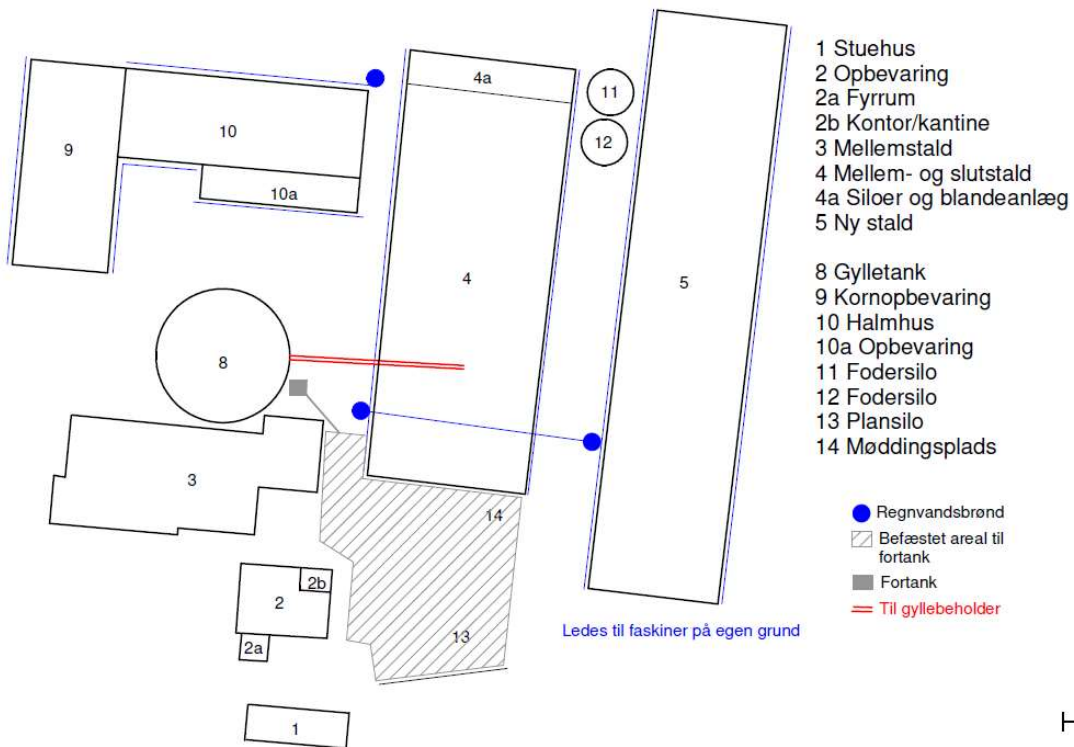 4a
11
12
10
9
10a
4
5
8
3
14
2b
2
2a
13
1
1 Stuehus
2 Opbevaring
2a Fyrrum
2b Kontor/kantine
3 Mellemstald
4 Mellem- og slutstald
4a Siloer og blandeanlæg
5 Ny stald
8 Gylletank
9 Kornopbevaring
10 Halmhus
10a Opbevaring
11 Fodersilo
12 Fodersilo
13 Plansilo
14 Møddingsplads
Regnvandsbrønd
Befæstet areal til
fortank
Fortank
Til gyllebeholder
Ledes til faskiner på egen grund